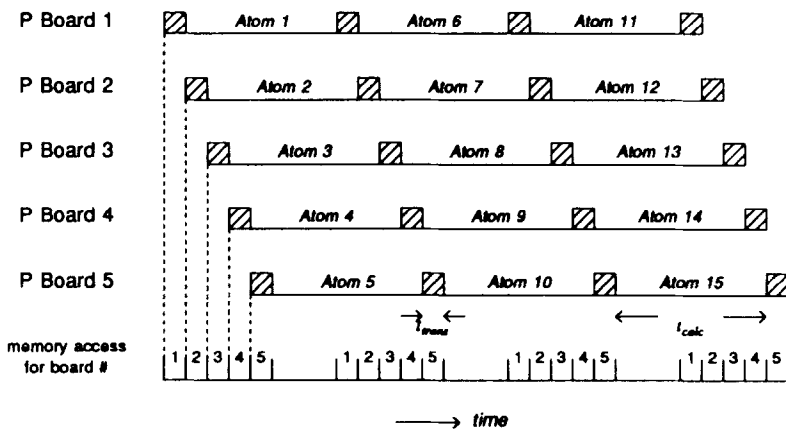 P Board 1 Atom 1 Atom 6 Atom 11
P Board 2 Atom 2 Atom 7 Atom 12
P Board 3 Atom 3 Atom 8 Atom 13
P Board 4 Atom 4 Atom 9 Atom 14
P Board 5 Atom 5 Atom 10 Atom 15
t_trans t_calc
memory access
for board # 1 2 3 4 5 1 2 3 4 5 1 2 3 4 5 1 2 3 4 5
time